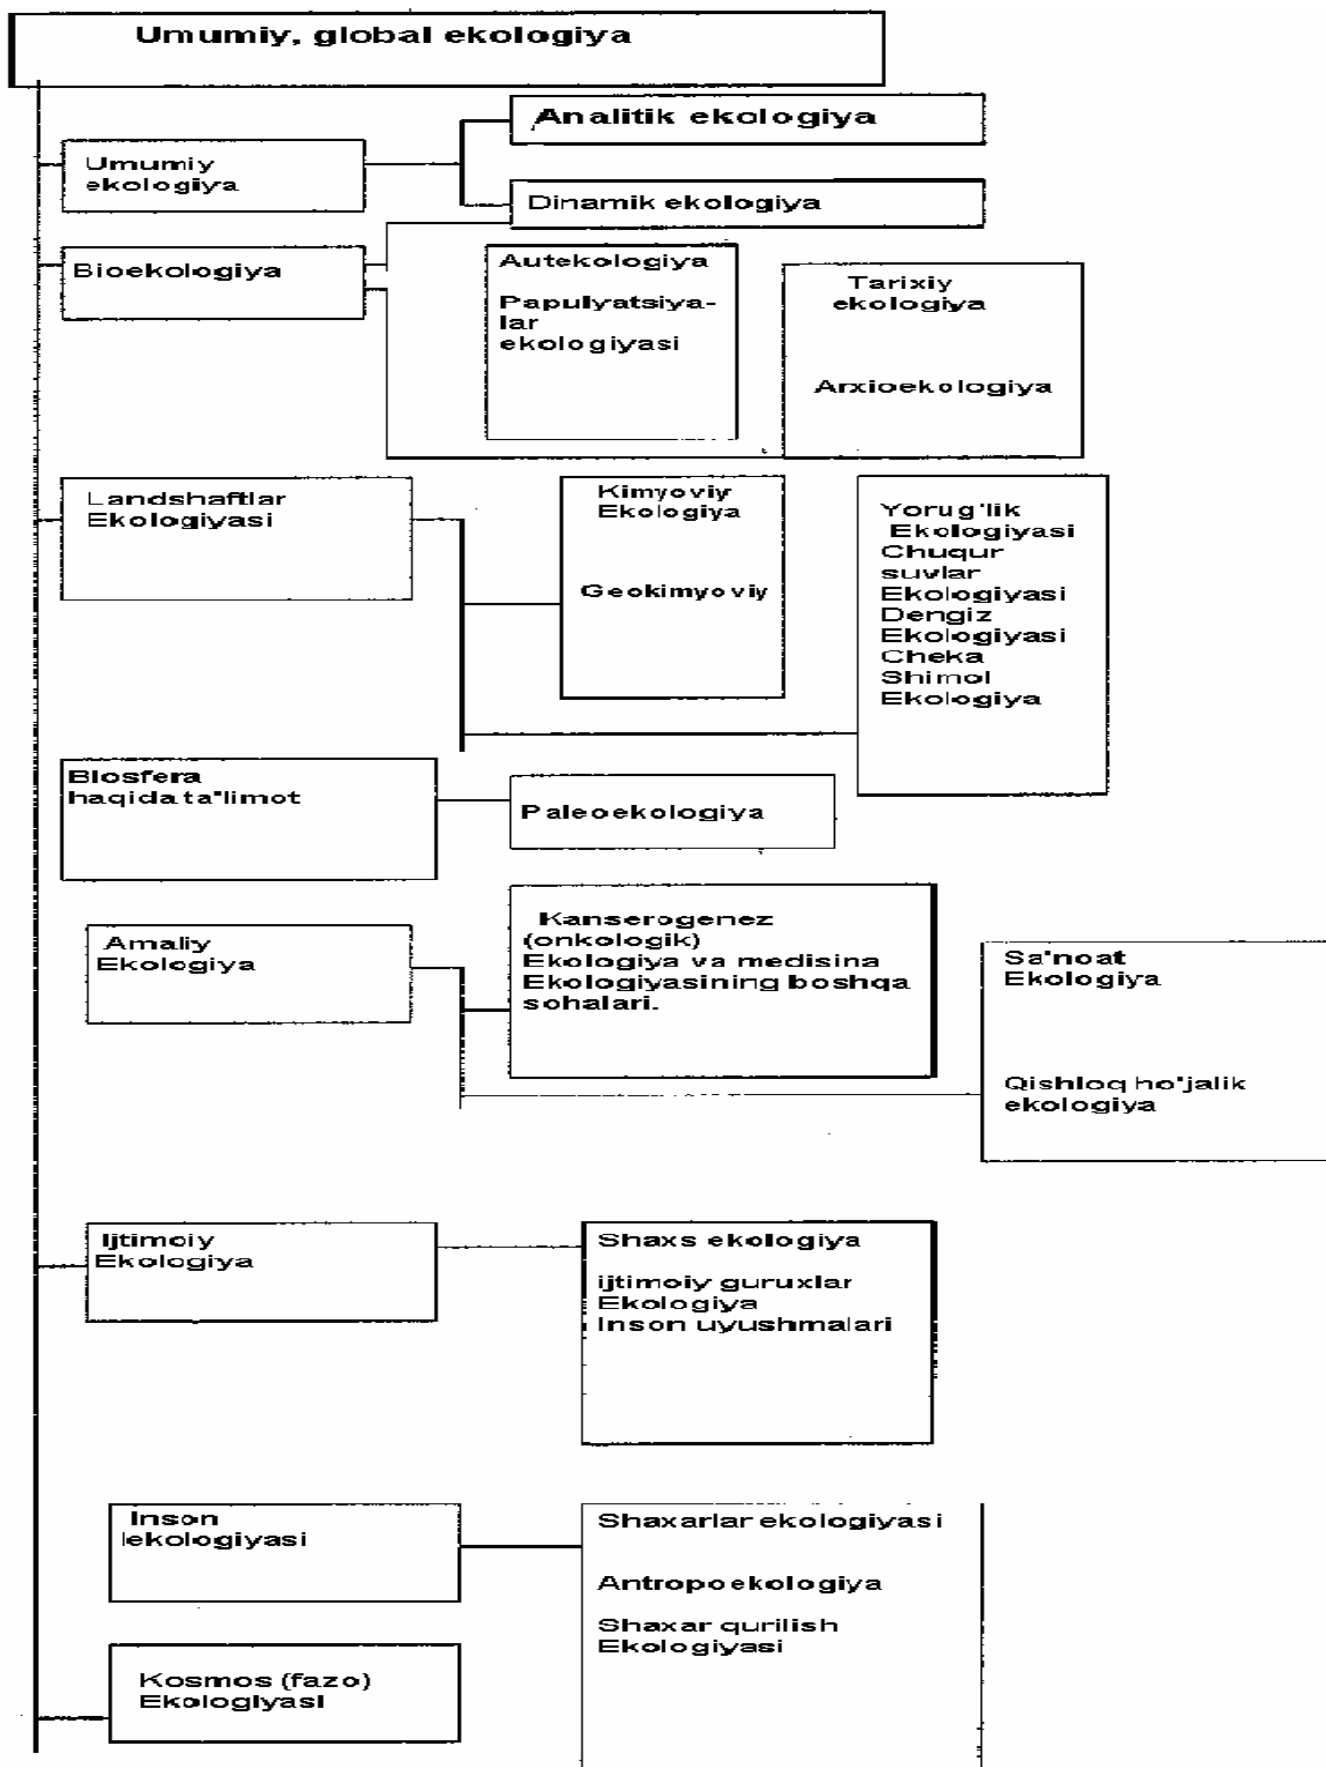 Umumiy, global ekologiya
Analitik ekologiya
Umumiy
ekologiya
Dinamik ekologiya
Bioekologiya
Autekologiya
Papulyatsiya-
lar
ekologiyasi
Tarixiy
ekologiya
Arxioekologiya
Landshaftlar
Ekologiyasi
Kimyoviy
Ekologiya
Geokimyoviy
Yorug'lik
Ekologiyasi
Chuqur
suvlar
Ekologiyasi
Dengiz
Ekologiyasi
Cheka
Shimol
Ekologiya
Biosfera
haqida ta'limot
Paleoekologiya
Amaliy
Ekologiya
Kanserogenez
(onkologik)
Ekologiya va medisina
Ekologiyasining boshqa
sohalari.
Sa'noat
Ekologiya
Qishloq ho'jalik
ekologiya
Ijtimoiy
Ekologiya
Shaxs ekologiya
ijtimoiy guruxlar
Ekologiya
Inson uyushmalari
Inson
ekologiyasi
Shaxarlar ekologiyasi
Antropoekologiya
Shaxar qurilish
Ekologiyasi
Kosmos (fazo)
Ekologiyasi